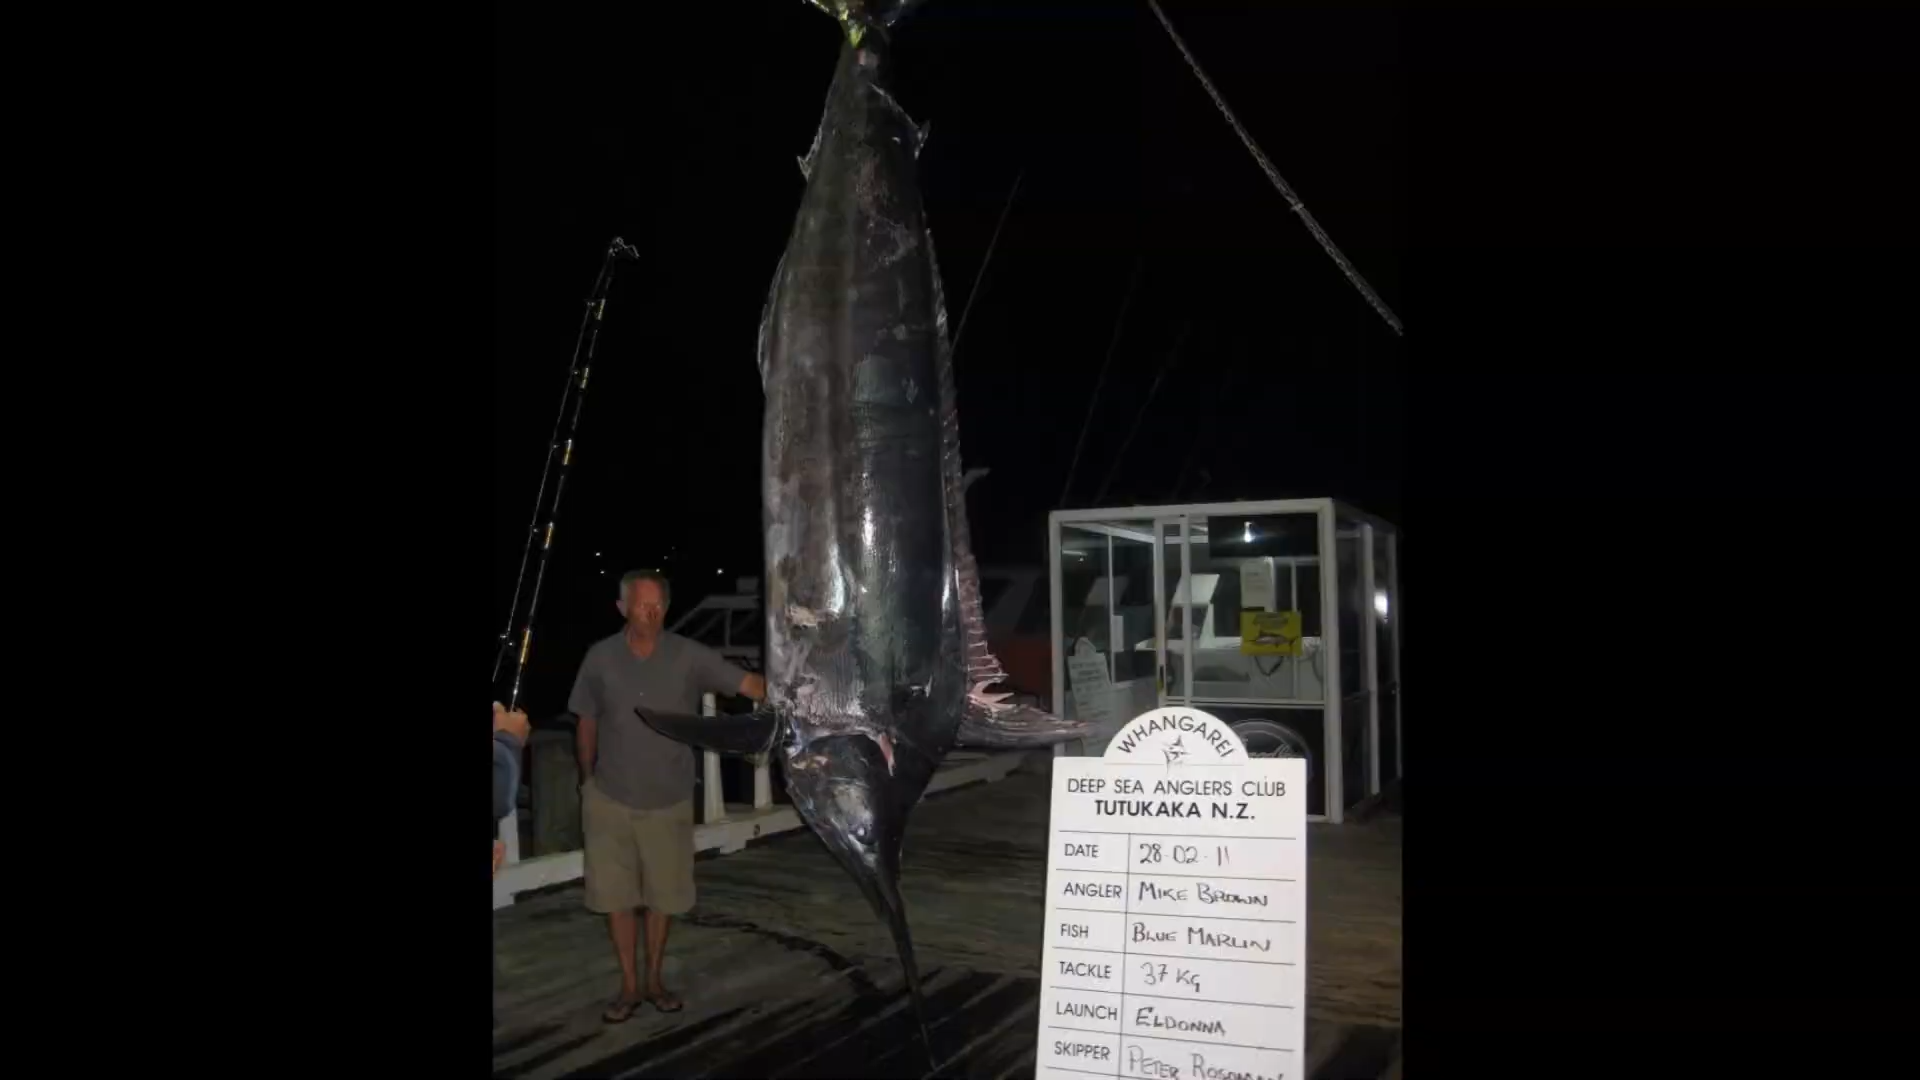 WHANGAREI
DEEP SEA ANGLERS CLUB
TUTUKAKA N.Z.
DATE 28-02-11
ANGLER MIKE BROWN
FISH BLUE MARLIN
TACKLE 37 KG
LAUNCH ELDONNA
SKIPPER PETER